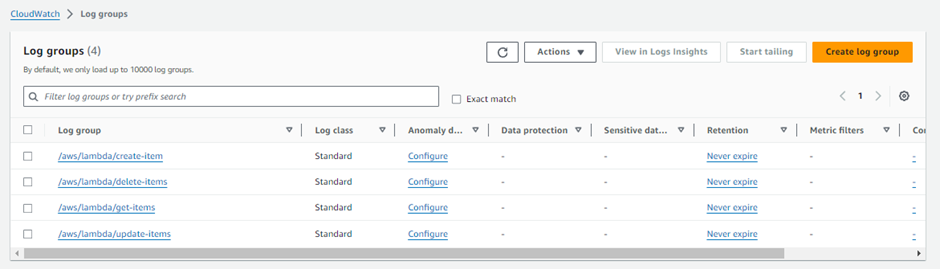 CloudWatch > Log groups
Log groups (4) Actions View in Logs Insights Start tailing Create log group
By default, we only load up to 10000 log groups.
Filter log groups or try prefix search Exact match 1
Log group Log class Anomaly d... Data protection Sensitive dat... Retention Metric filters Cor
/aws/lambda/create-item Standard Configure - - Never expire - -
/aws/lambda/delete-items Standard Configure - - Never expire - -
/aws/lambda/get-items Standard Configure - - Never expire - -
/aws/lambda/update-items Standard Configure - - Never expire - -